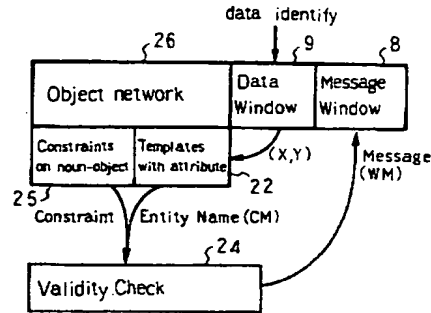 data identify
26
9
8
Object network
Data
Window
Message
Window
Constraints
on noun-object
Templates
with attribute
(X,Y)
22
Message
(WM)
25
Constraint
Entity Name(CM)
24
Validity.Check